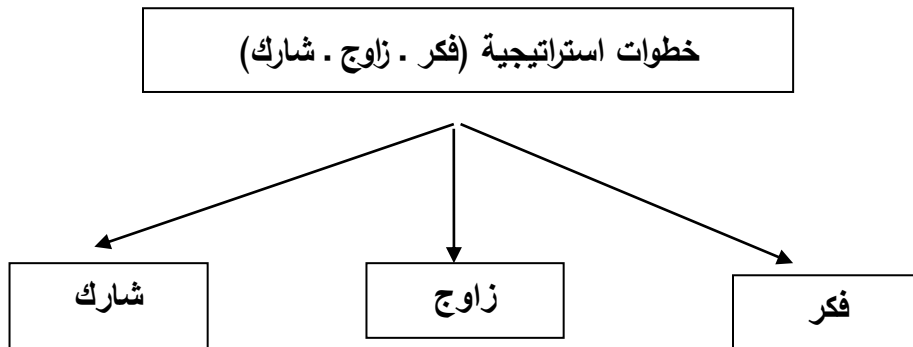 خطوات استراتيجية (فكر . زاوج . شارك)
فكر
زاوج
شارك